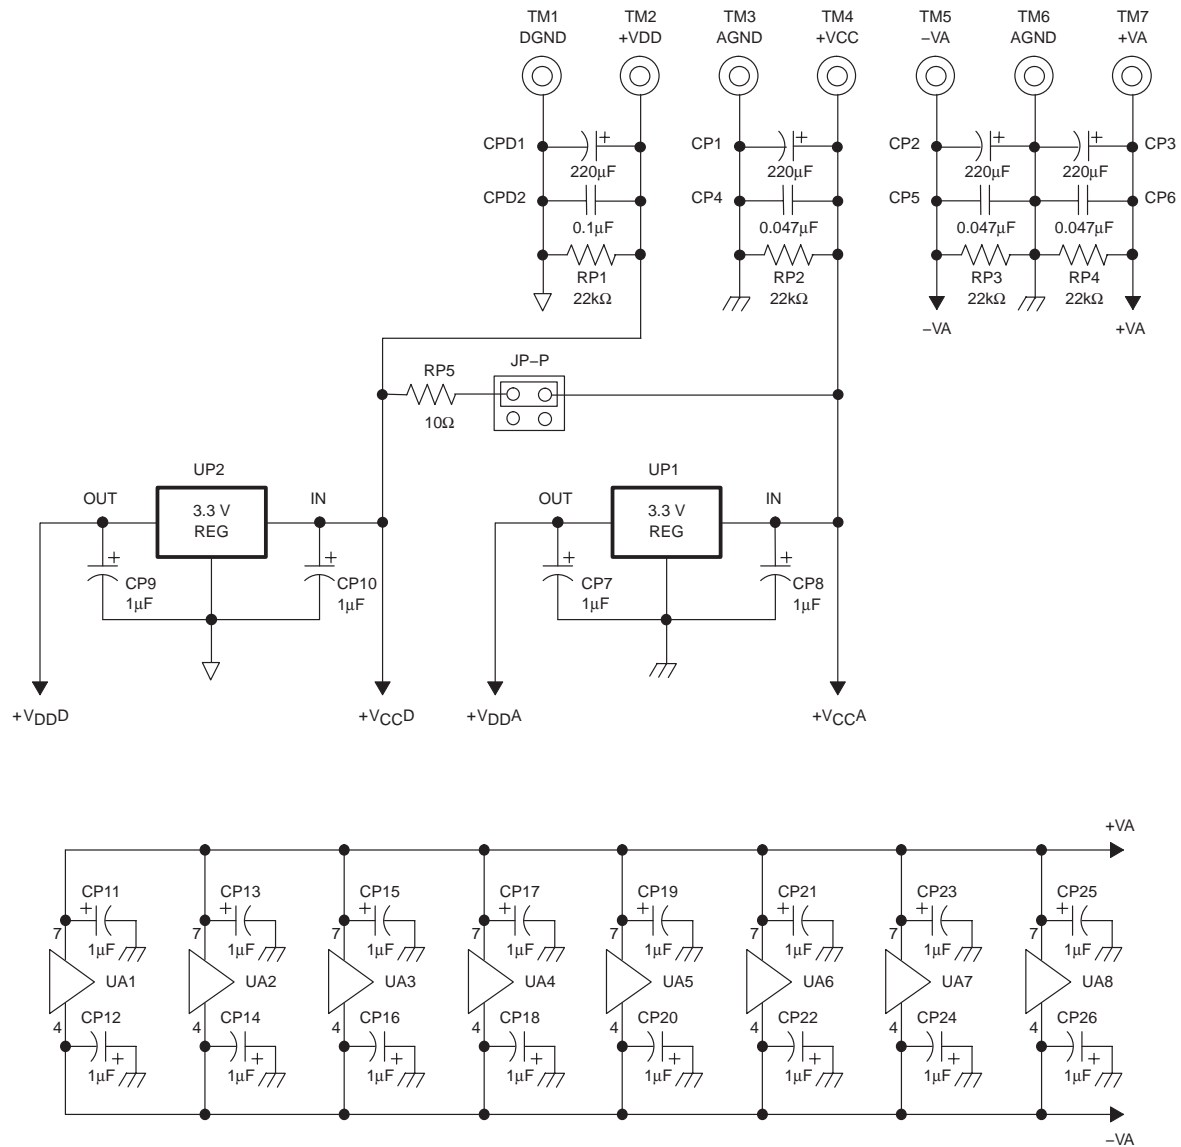 TM1 TM2 TM3 TM4 TM5 TM6 TM7
DGND +VDD AGND +VCC –VA AGND +VA
CPD1 + CP1 + CP2 + + CP3
220µF 220µF 220µF 220µF
CPD2 CP4 CP5 CP6
0.1µF 0.047µF 0.047µF 0.047µF
RP1 RP2 RP3 RP4
22kΩ 22kΩ 22kΩ 22kΩ
–VA +VA
RP5 JP–P
10Ω
UP2 UP1
OUT 3.3 V IN OUT 3.3 V IN
REG REG
+ + + +
CP9 CP10 CP7 CP8
1µF 1µF 1µF 1µF
+VDDD +VCCD +VDDA +VCCA
+VA
CP11 CP13 CP15 CP17 CP19 CP21 CP23 CP25
+ + + + + + + +
7 7 7 7 7 7 7 7
1µF 1µF 1µF 1µF 1µF 1µF 1µF 1µF
UA1 UA2 UA3 UA4 UA5 UA6 UA7 UA8
CP12 CP14 CP16 CP18 CP20 CP22 CP24 CP26
4 4 4 4 4 4 4 4
+ + + + + + + +
1µF 1µF 1µF 1µF 1µF 1µF 1µF 1µF
–VA